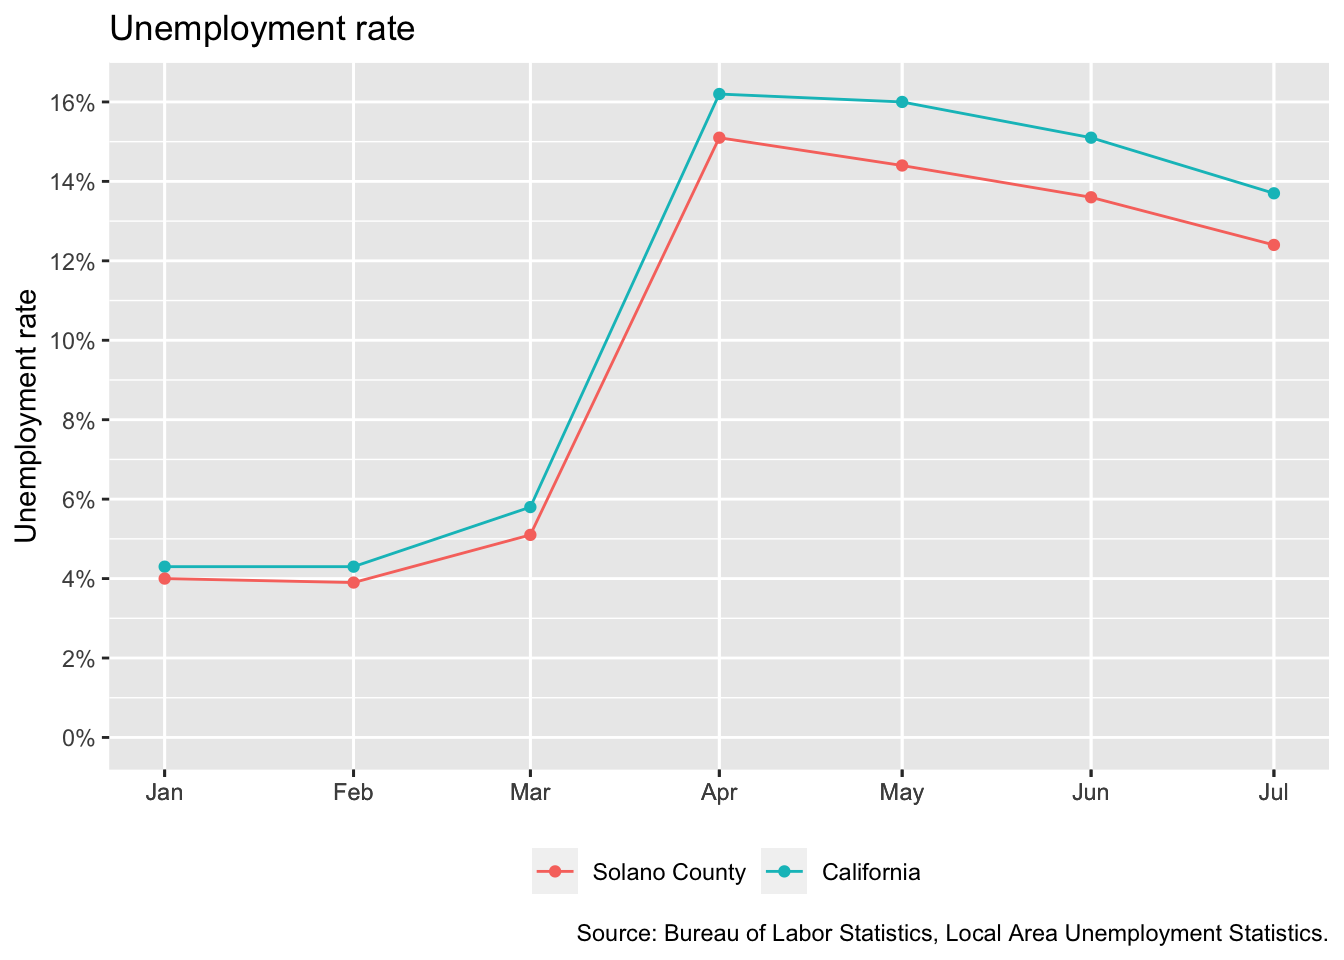 Unemployment rate
Unemployment rate
16%
14%
12%
10%
8%
6%
4%
2%
0%
Jan Feb Mar Apr May Jun Jul
Solano County California
Source: Bureau of Labor Statistics, Local Area Unemployment Statistics.